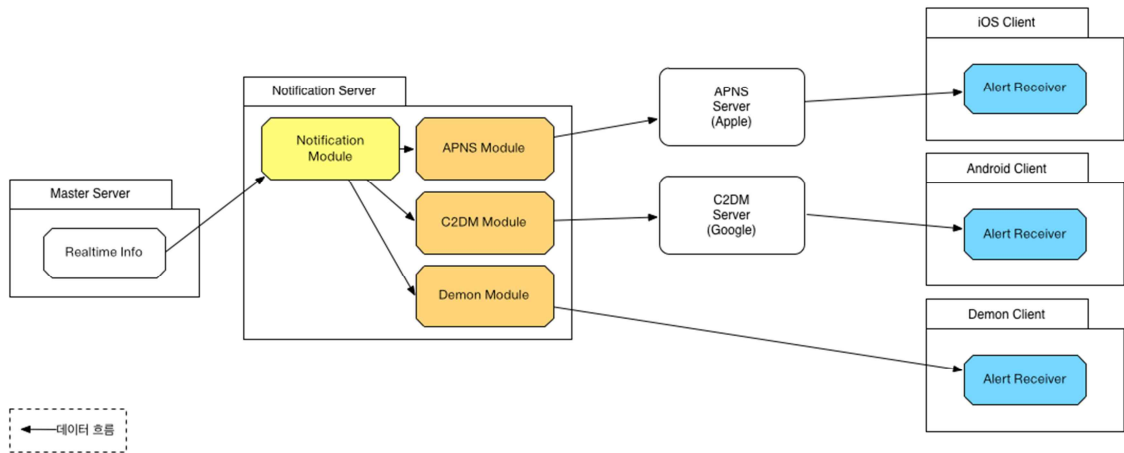 iOS Client
Alert Receiver
APNS
Server
(Apple)
Notification Server
Notification
Module
APNS Module
Master Server
Realtime Info
C2DM Module
C2DM
Server
(Google)
Android Client
Alert Receiver
Demon Module
Demon Client
Alert Receiver
데이터 흐름